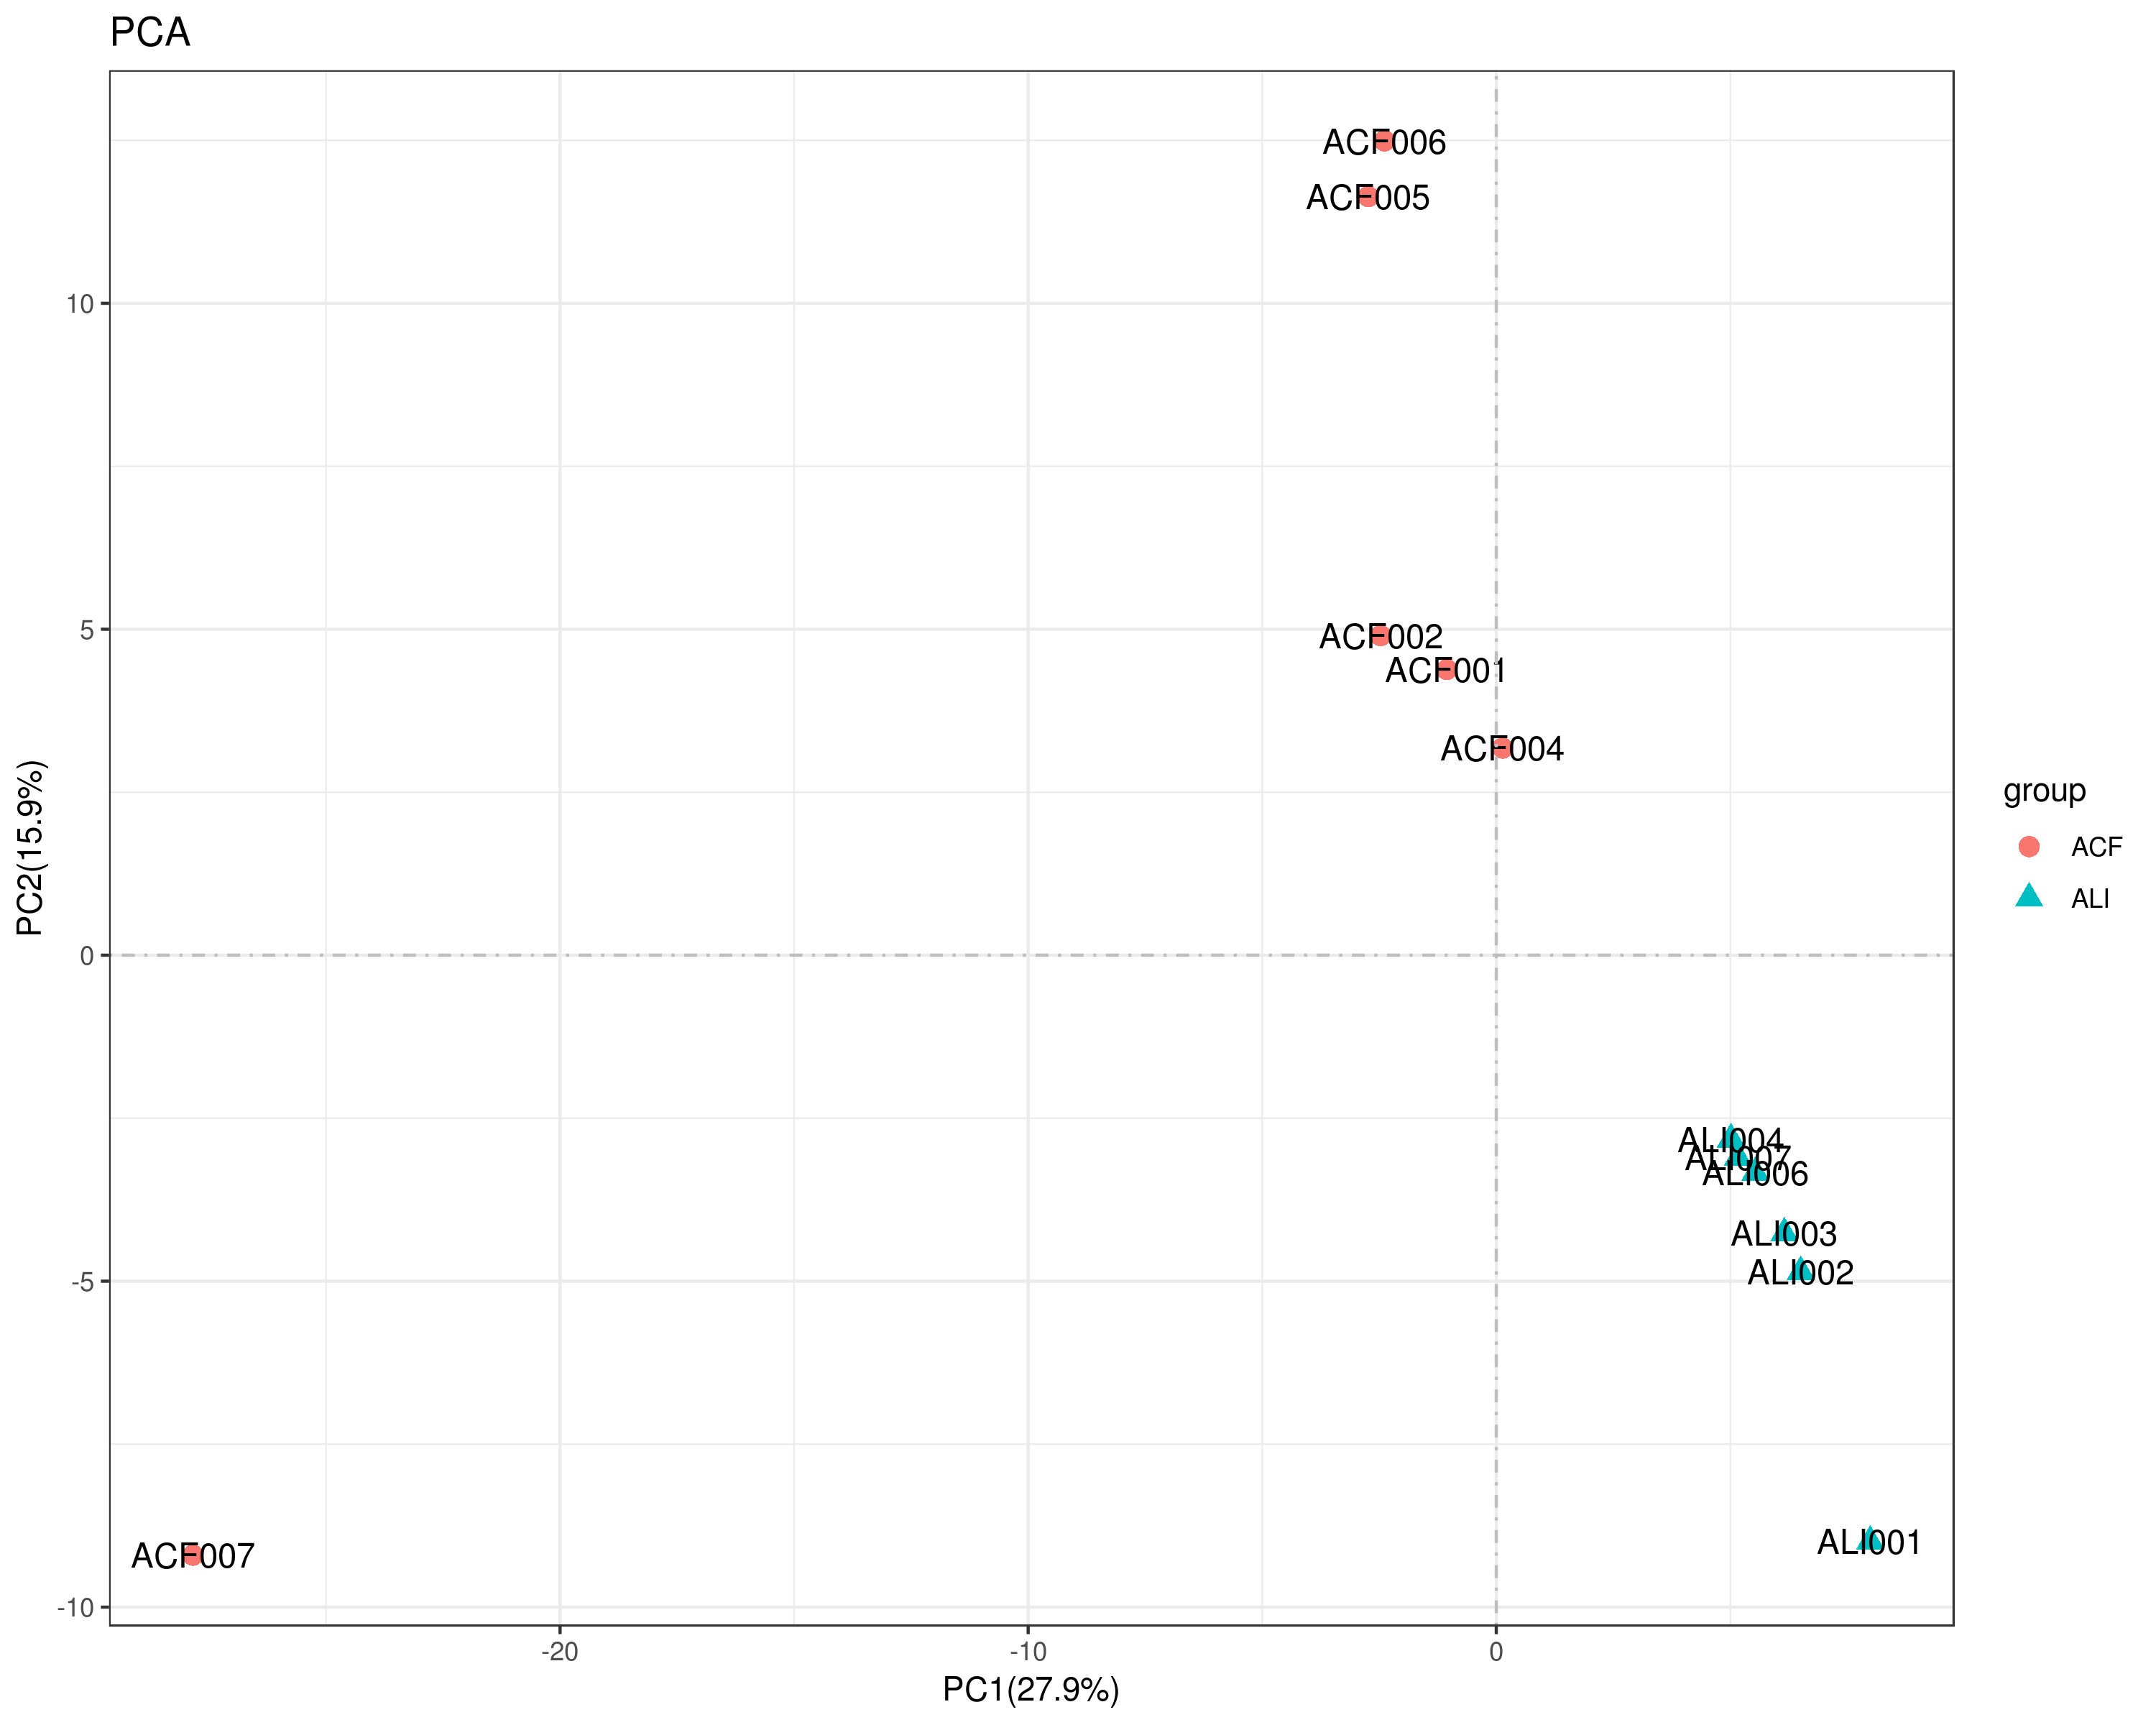 PCA
ACF006
ACF005
10
ACF002
5
ACF001
ACF004
PC2(15.9%)
group
ACF
ALI
0
ALI004
ALI007
ALI006
ALI003
ALI002
-5
ALI001
ACF007
-10
-20
-10
0
PC1(27.9%)